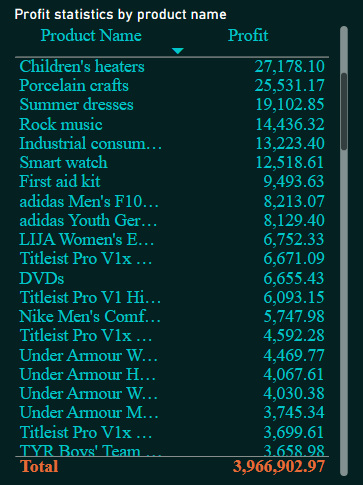 Profit statistics by product name
Product Name Profit
Children's heaters 27,178.10
Porcelain crafts 25,531.17
Summer dresses 19,102.85
Rock music 14,436.32
Industrial consum... 13,223.40
Smart watch 12,518.61
First aid kit 9,493.63
adidas Men's F10... 8,213.07
adidas Youth Ger... 8,129.40
LIJA Women's E... 6,752.33
Titleist Pro V1x ... 6,671.09
DVDs 6,655.43
Titleist Pro V1 Hi... 6,093.15
Nike Men's Comf... 5,747.98
Titleist Pro V1x ... 4,592.28
Under Armour W... 4,469.77
Under Armour H... 4,067.61
Under Armour W... 4,030.38
Under Armour M... 3,745.34
Titleist Pro V1x ... 3,699.61
TYR Boys' Team ... 3,658.98
Total 3,966,902.97